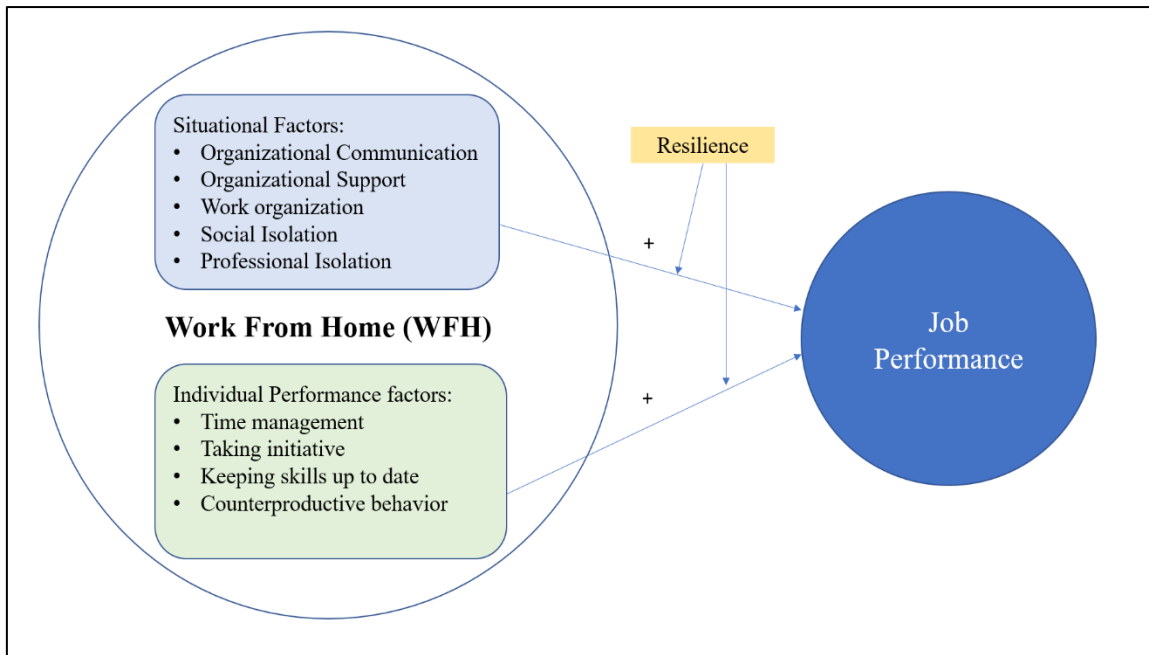 Situational Factors:
• Organizational Communication
• Organizational Support
• Work organization
• Social Isolation
• Professional Isolation
Work From Home (WFH)
Individual Performance factors:
• Time management
• Taking initiative
• Keeping skills up to date
• Counterproductive behavior
Resilience
+
+
Job
Performance